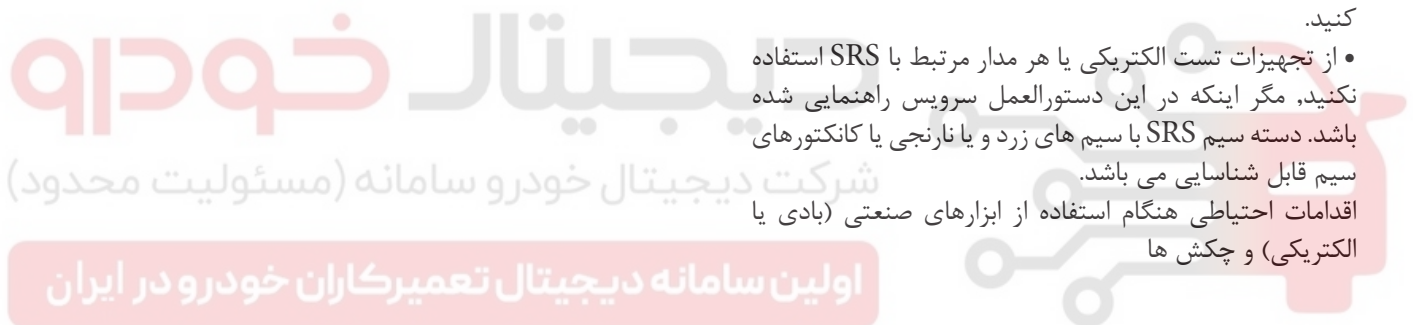 کنید.
• از تجهیزات تست الکتریکی یا هر مدار مرتبط با SRS استفاده
نکنید, مگر اینکه در این دستورالعمل سرویس راهنمایی شده
باشد. دسته سیم SRS با سیم های زرد و یا نارنجی یا کانکتورهای
سیم قابل شناسایی می باشد.
اقدامات احتیاطی هنگام استفاده از ابزارهای صنعتی (بادی یا
الکتریکی) و چکش ها
دیجیتال خودرو
شرکت دیجیتال خودرو سامانه (مسئولیت محدود)
اولین سامانه دیجیتال تعمیرکاران خودرو در ایران